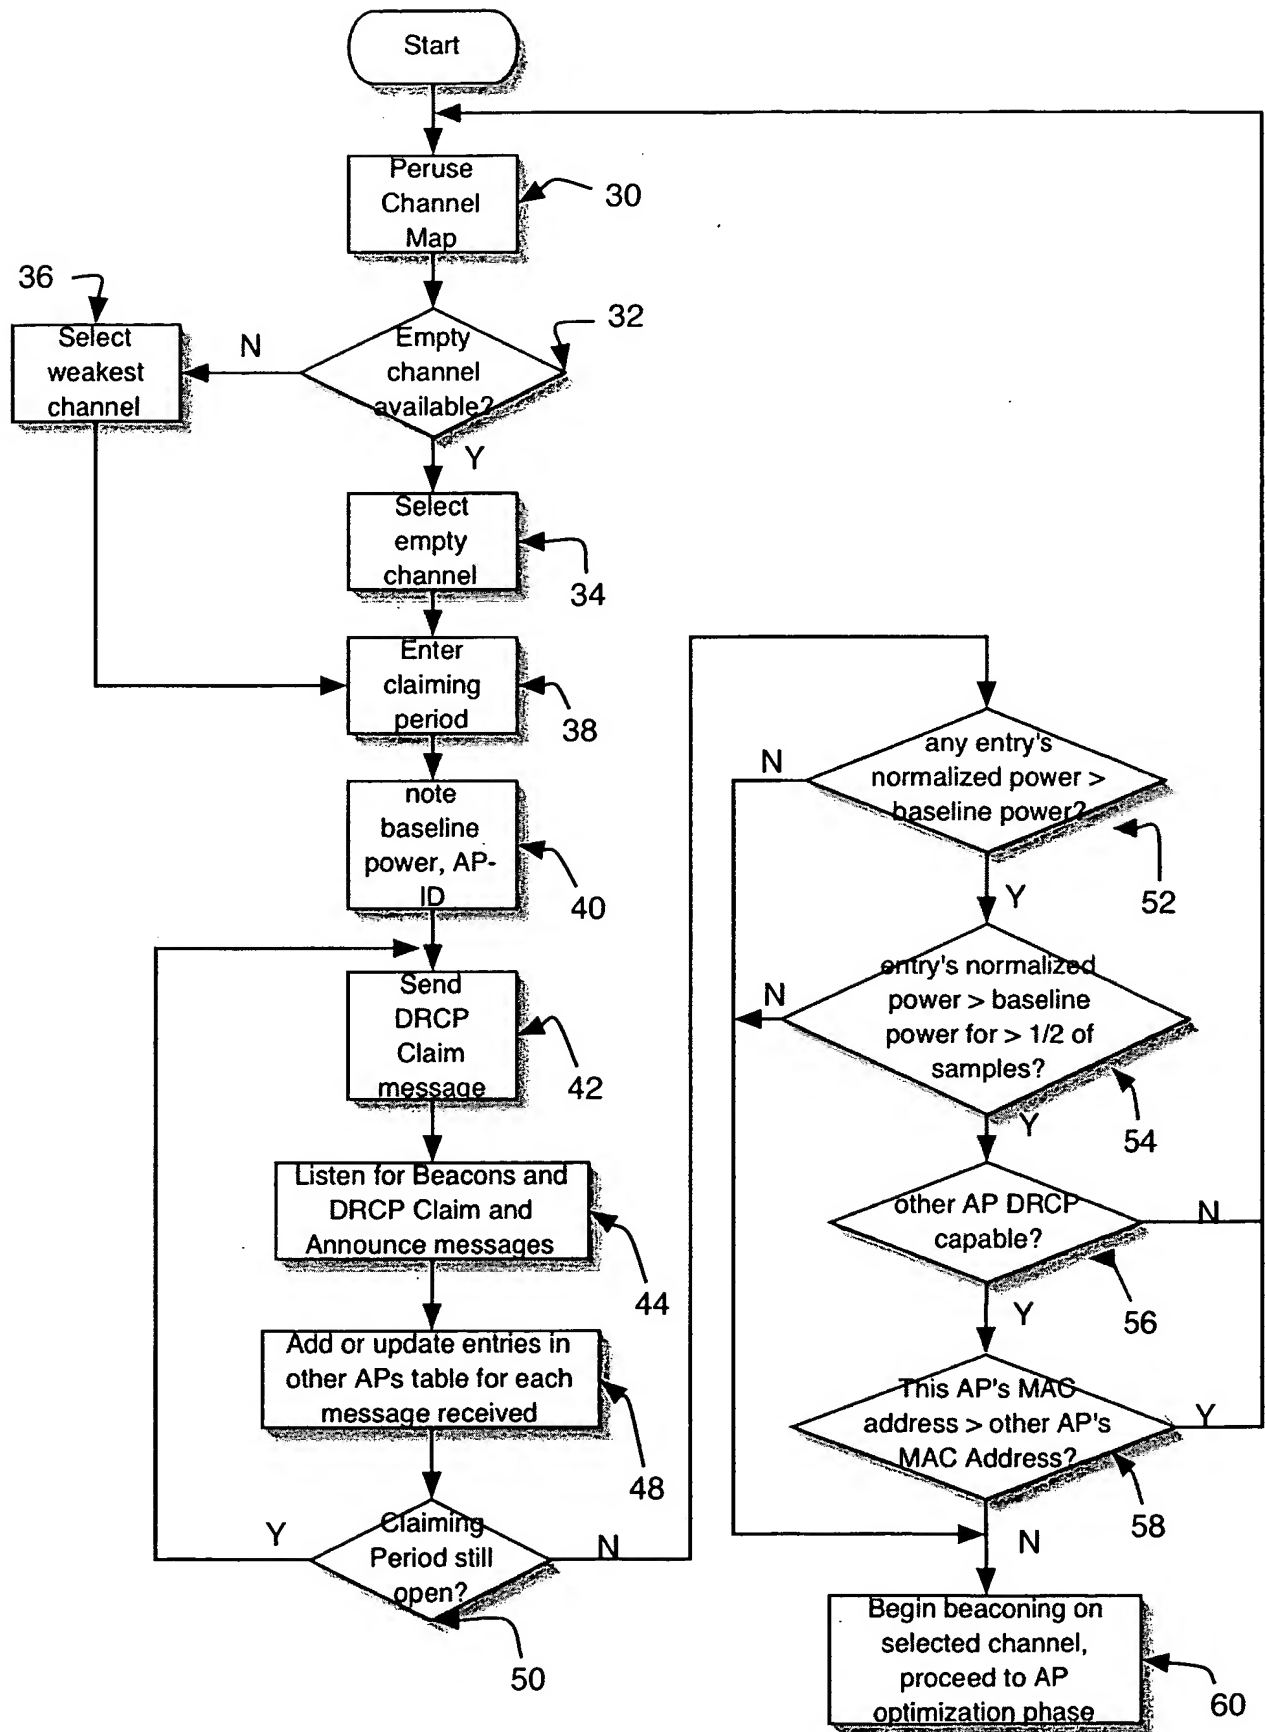 Start
Peruse
Channel
Map
30
36
32
Select
weakest
channel
N
Empty
channel
available?
Y
Select
empty
channel
34
Enter
claiming
period
38
note
baseline
power, AP-
ID
40
Send
DRCP
Claim
message
42
Listen for Beacons and
DRCP Claim and
Announce messages
44
Add or update entries in
other APs table for each
message received
48
Claiming
Period still
open?
Y
N
50
any entry's
normalized power >
baseline power?
N
Y
52
entry's normalized
power > baseline
power for > 1/2 of
samples?
N
Y
54
other AP DRCP
capable?
N
Y
56
This AP's MAC
address > other AP's
MAC Address?
Y
N
58
Begin beaconing on
selected channel,
proceed to AP
optimization phase
60